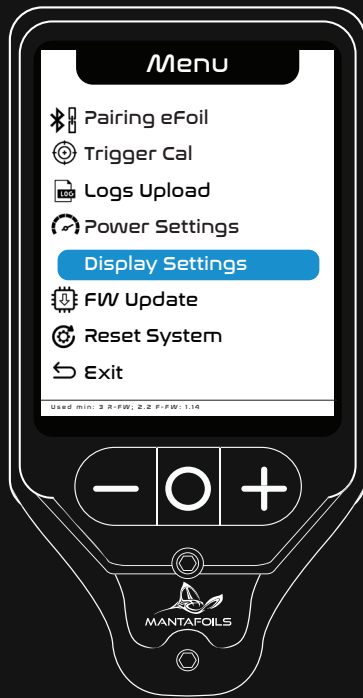 Menu
Pairing eFoil
Trigger Cal
LOG
Logs Upload
Power Settings
Display Settings
FW Update
Reset System
Exit
Used min: 3 R-FW; 2.2 F-FW: 1.14
MANTAFOILS